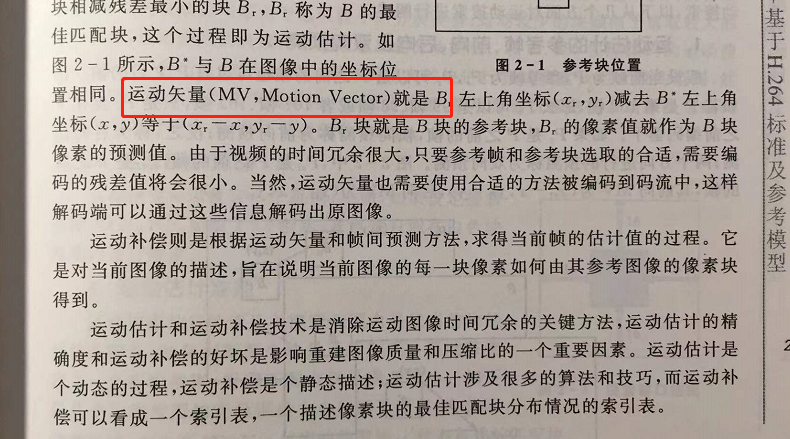 块相减残差最小的块 Bᵣ, Bᵣ 称为 B 的最
佳匹配块,这个过程即为运动估计。如
图 2-1 所示,B* 与 B 在图像中的坐标位
图 2-1 参考块位置
置相同。运动矢量(MV,Motion Vector)就是 Bᵣ 左上角坐标(xᵣ,yᵣ)减去 B* 左上角
坐标(x,y)等于(xᵣ-x,yᵣ-y)。Bᵣ 块就是 B 块的参考块,Bᵣ 的像素值就作为 B 块
像素的预测值。由于视频的时间冗余很大,只要参考帧和参考块选取的合适,需要编
码的残差值将会很小。当然,运动矢量也需要使用合适的方法被编码到码流中,这样
解码端可以通过这些信息解码出原图像。
运动补偿则是根据运动矢量和帧间预测方法,求得当前帧的估计值的过程。它
是对当前图像的描述,旨在说明当前图像的每一块像素如何由其参考图像的像素块
得到。
运动估计和运动补偿技术是消除运动图像时间冗余的关键方法,运动估计的精
确度和运动补偿的好坏是影响重建图像质量和压缩比的一个重要因素。运动估计是
个动态的过程,运动补偿是个静态描述;运动估计涉及很多的算法和技巧,而运动补
偿可以看成一个索引表,一个描述像素块的最佳匹配块分布情况的索引表。
基于 H.264 标准及参考模型
2